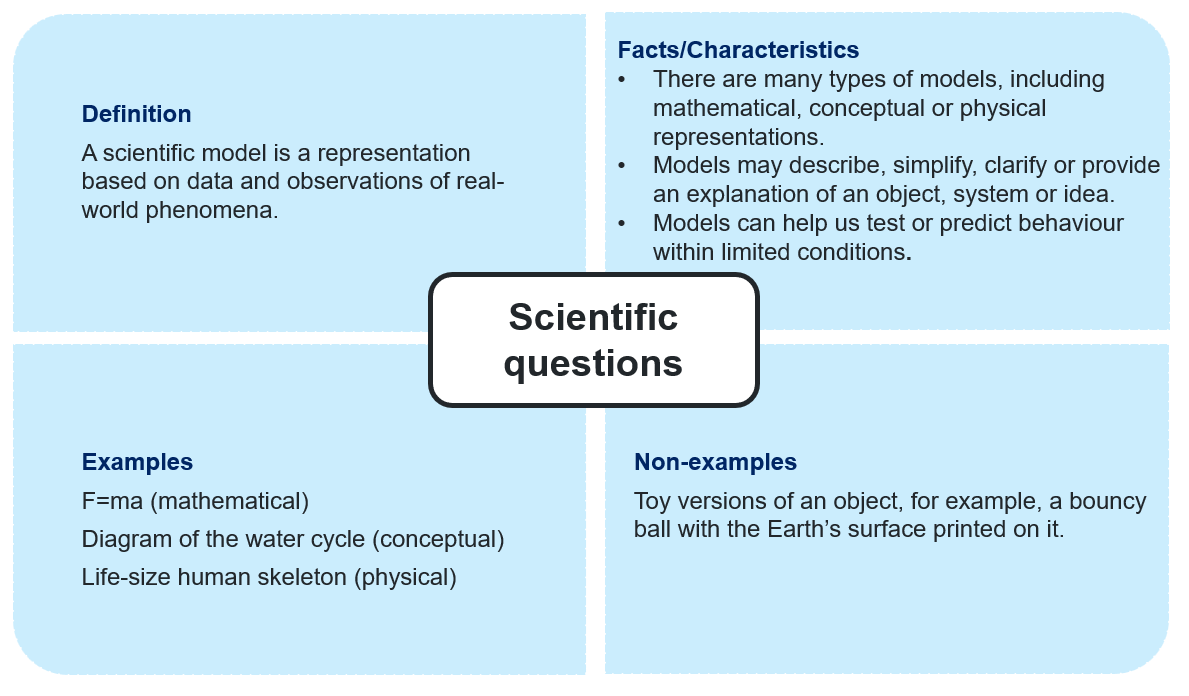 Definition
A scientific model is a representation
based on data and observations of real-
world phenomena.
Facts/Characteristics
• There are many types of models, including
mathematical, conceptual or physical
representations.
• Models may describe, simplify, clarify or provide
an explanation of an object, system or idea.
• Models can help us test or predict behaviour
within limited conditions.
Scientific
questions
Examples
F=ma (mathematical)
Diagram of the water cycle (conceptual)
Life-size human skeleton (physical)
Non-examples
Toy versions of an object, for example, a bouncy
ball with the Earth’s surface printed on it.